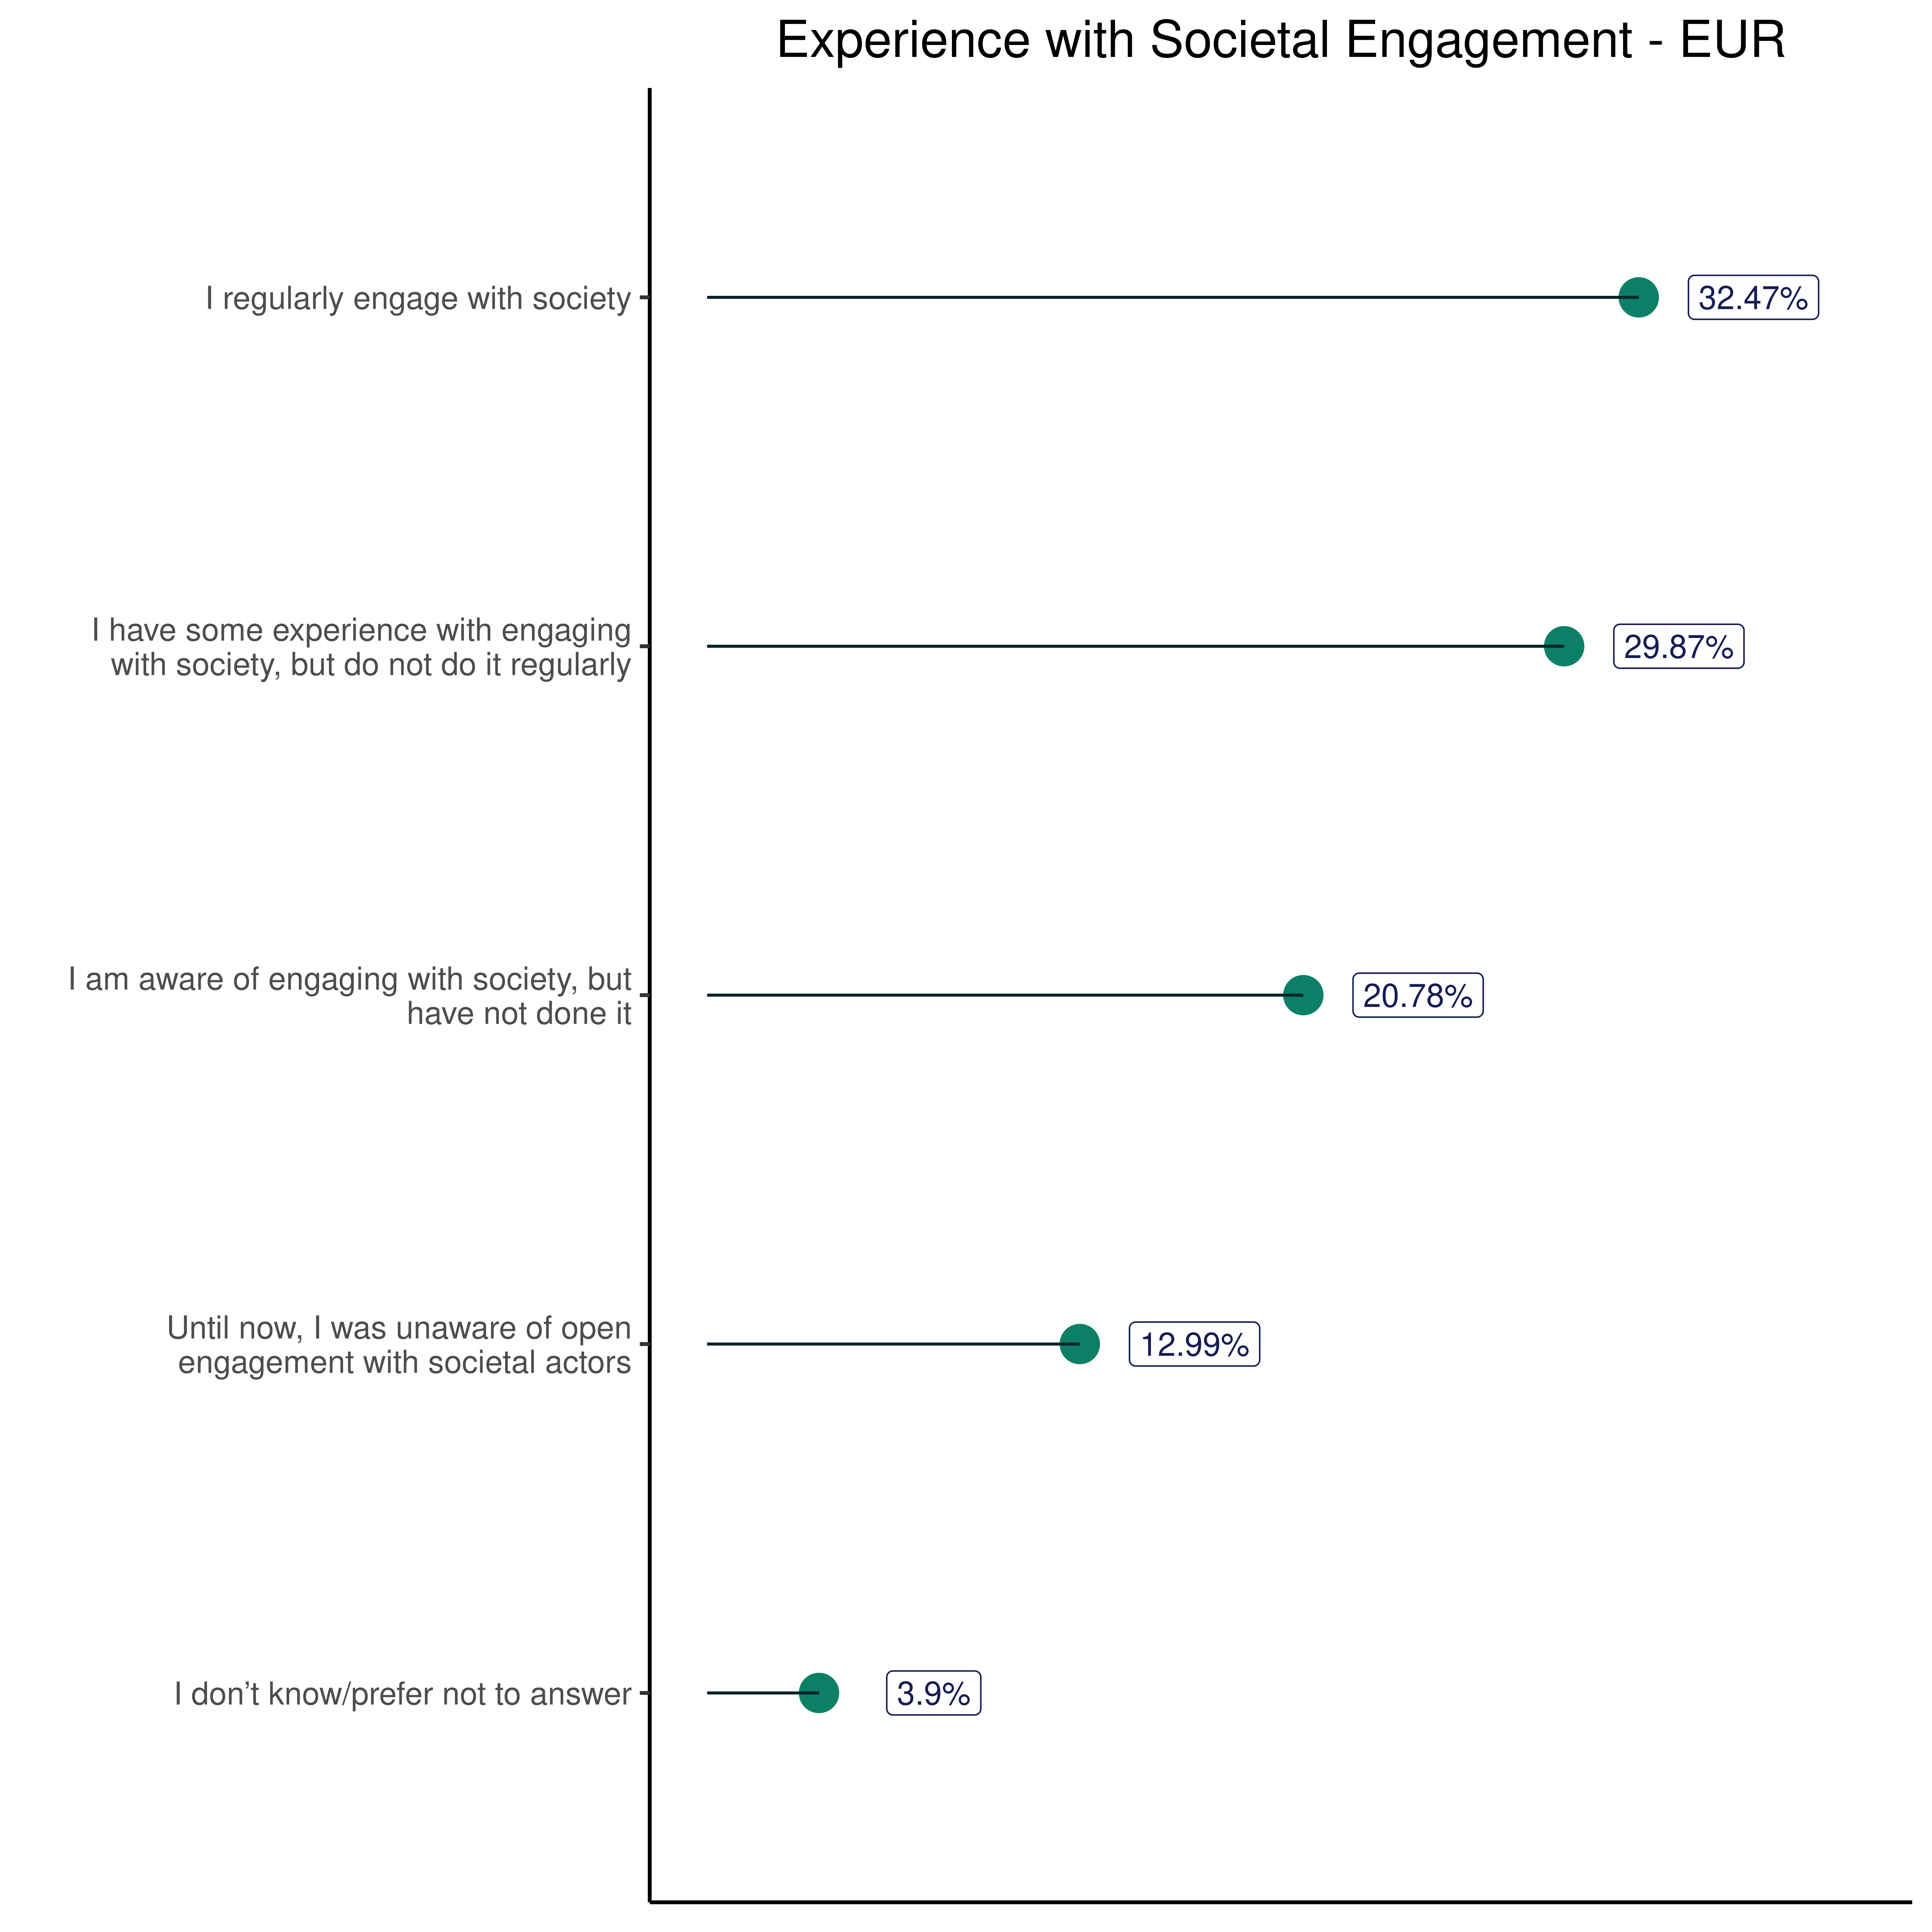 Experience with Societal Engagement - EUR
I regularly engage with society
32.47%
I have some experience with engaging
with society, but do not do it regularly
29.87%
I am aware of engaging with society, but
have not done it
20.78%
Until now, I was unaware of open
engagement with societal actors
12.99%
I don’t know/prefer not to answer
3.9%